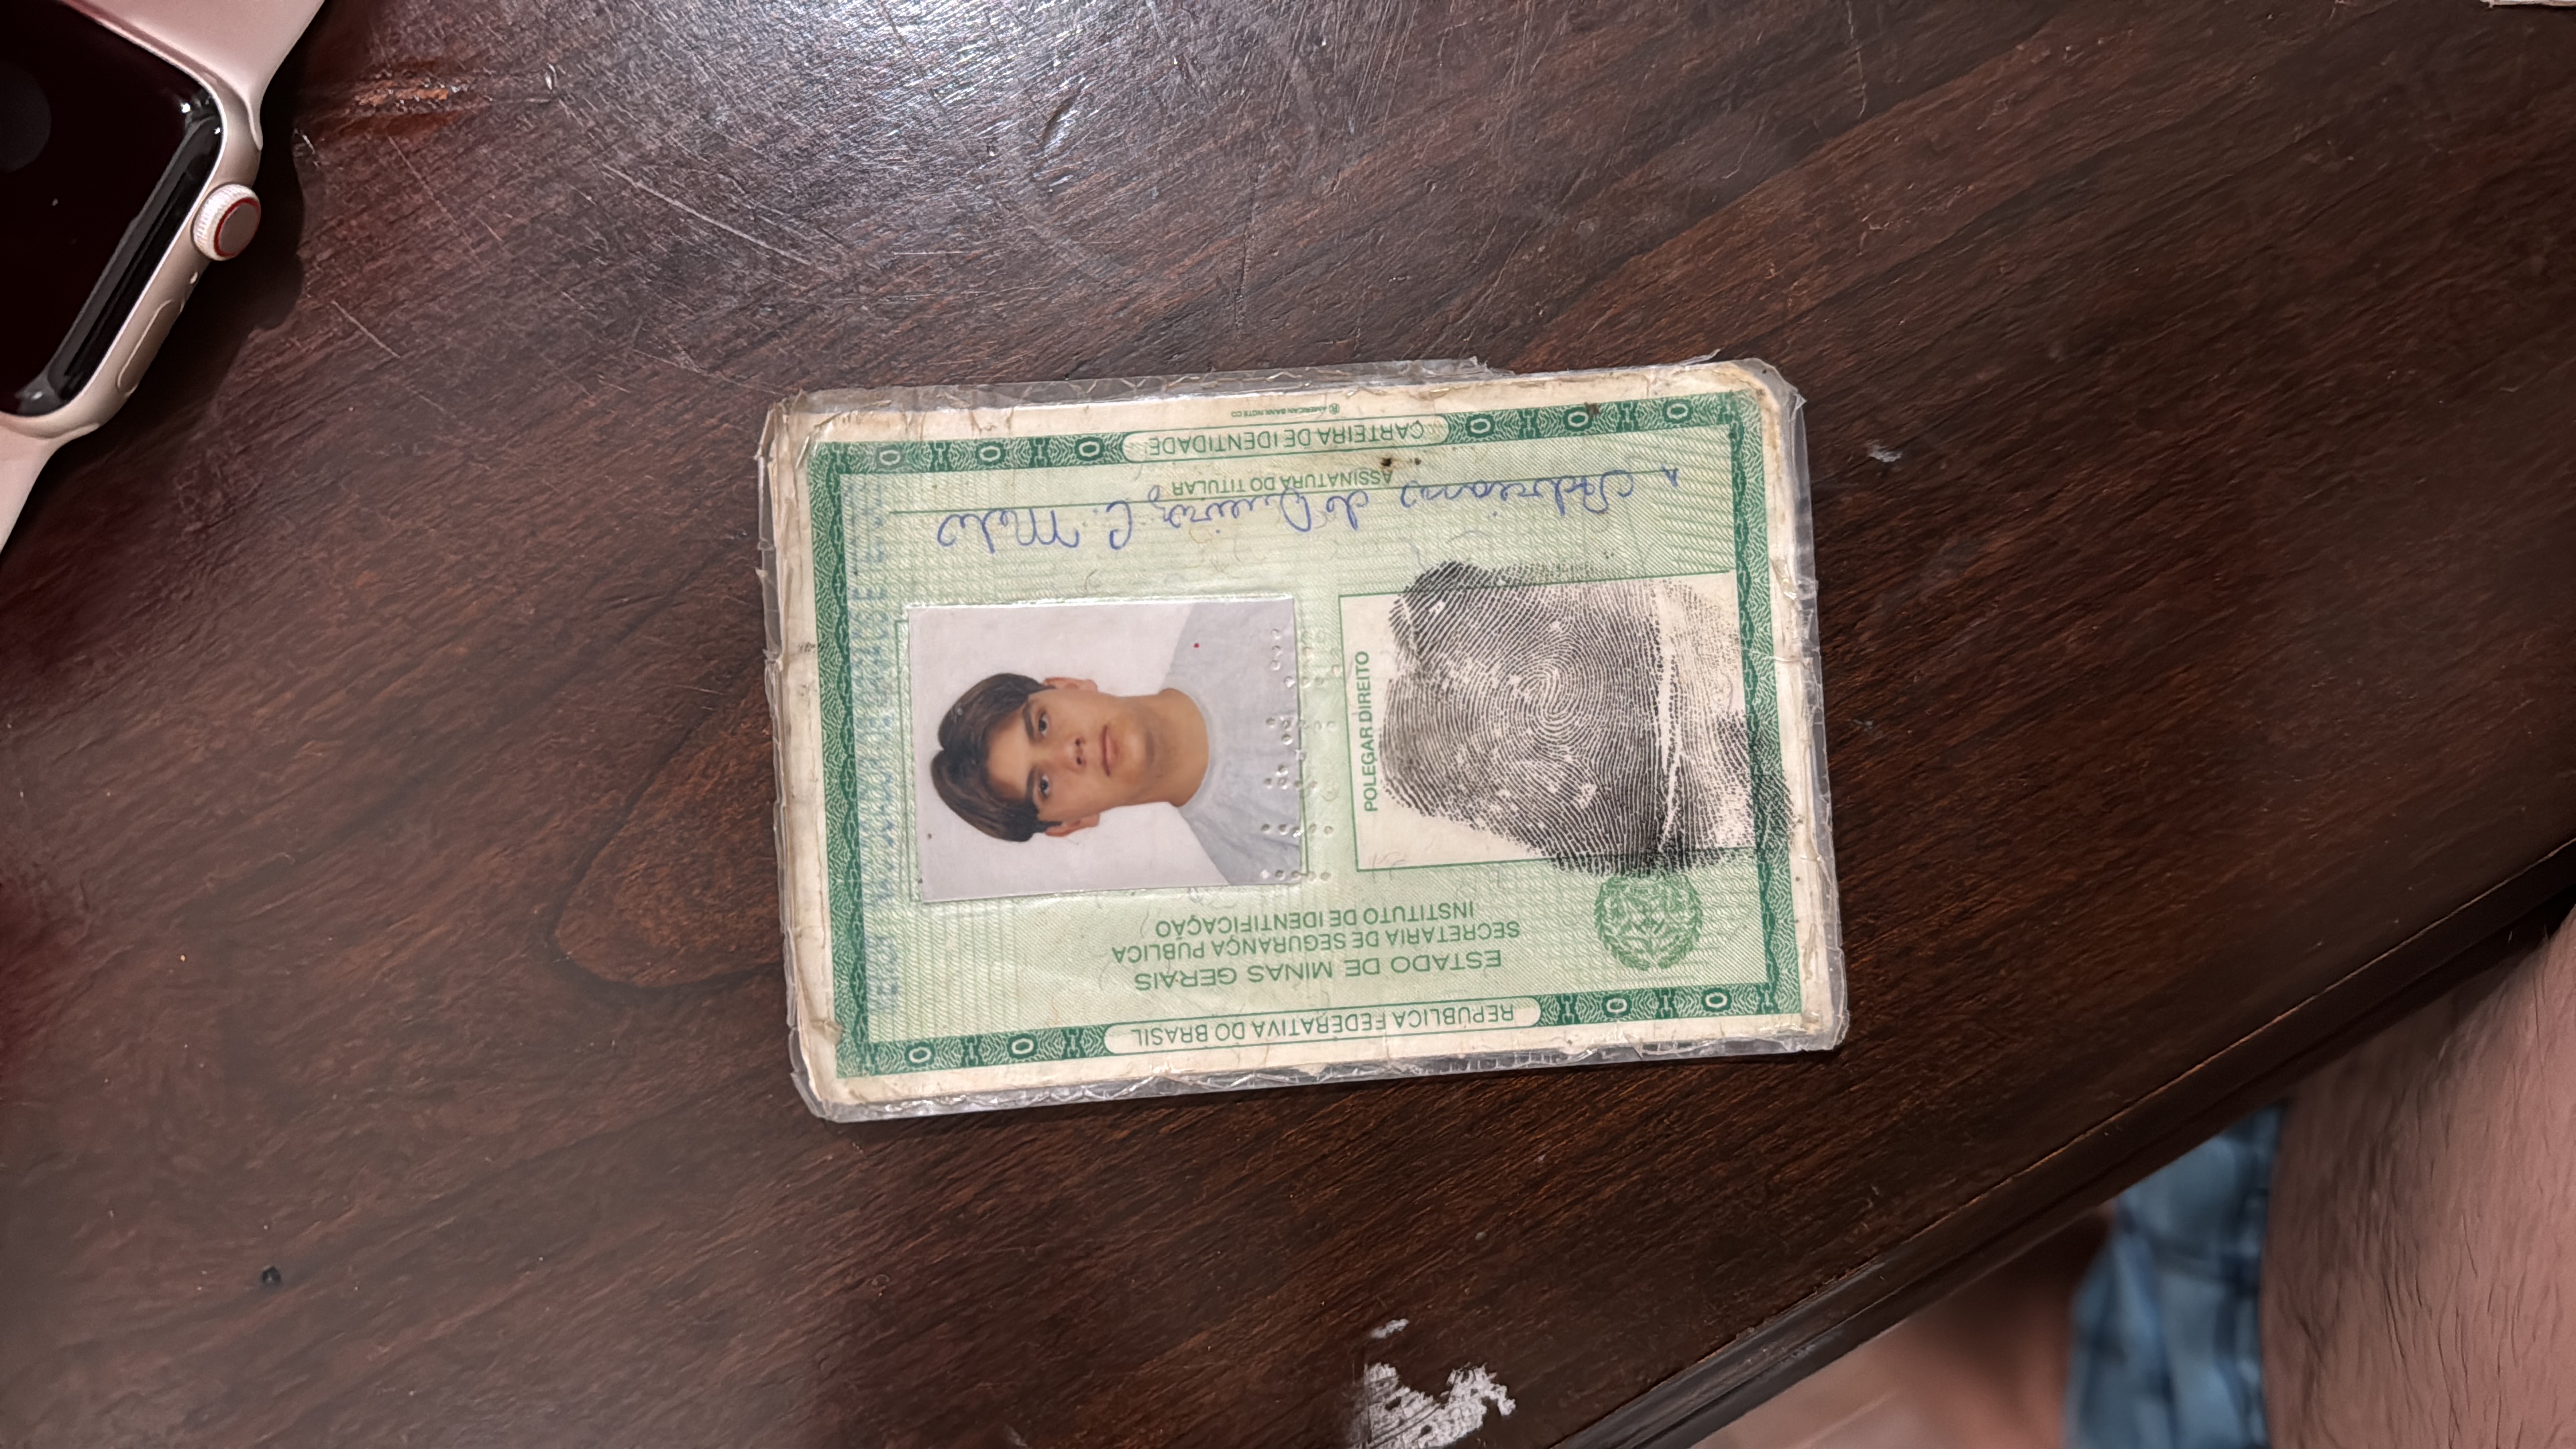 REPÚBLICA FEDERATIVA DO BRASIL
ESTADO DE MINAS GERAIS
SECRETARIA DE SEGURANÇA PÚBLICA
INSTITUTO DE IDENTIFICAÇÃO
POLEGAR DIREITO
Adriano de Queiroz C. Melo
ASSINATURA DO TITULAR
CARTEIRA DE IDENTIDADE
® AMERICAN BANK NOTE CO